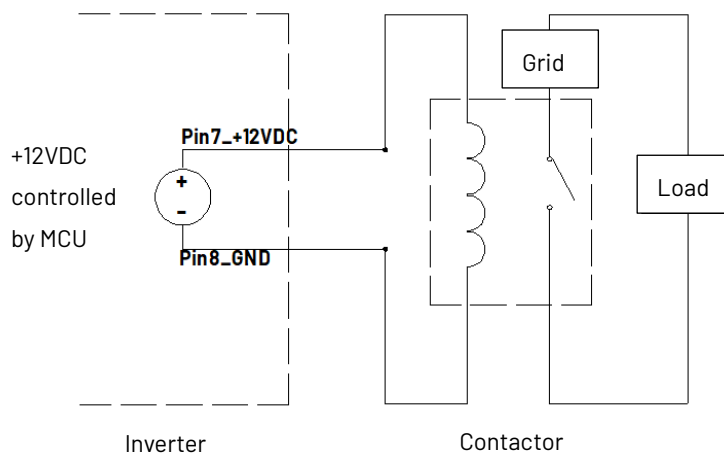 Grid
Pin7_+12VDC
+12VDC
controlled
by MCU
+
-
Load
Pin8_GND
Inverter
Contactor